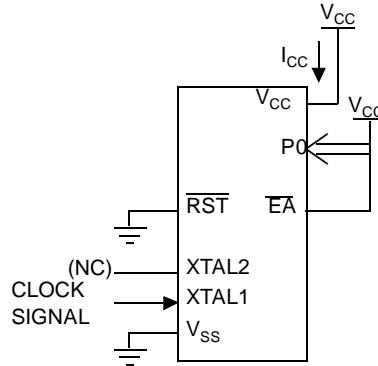 VCC
ICC
VCC
VCC
P0
RST
EA
(NC)
XTAL2
CLOCK
SIGNAL
XTAL1
VSS